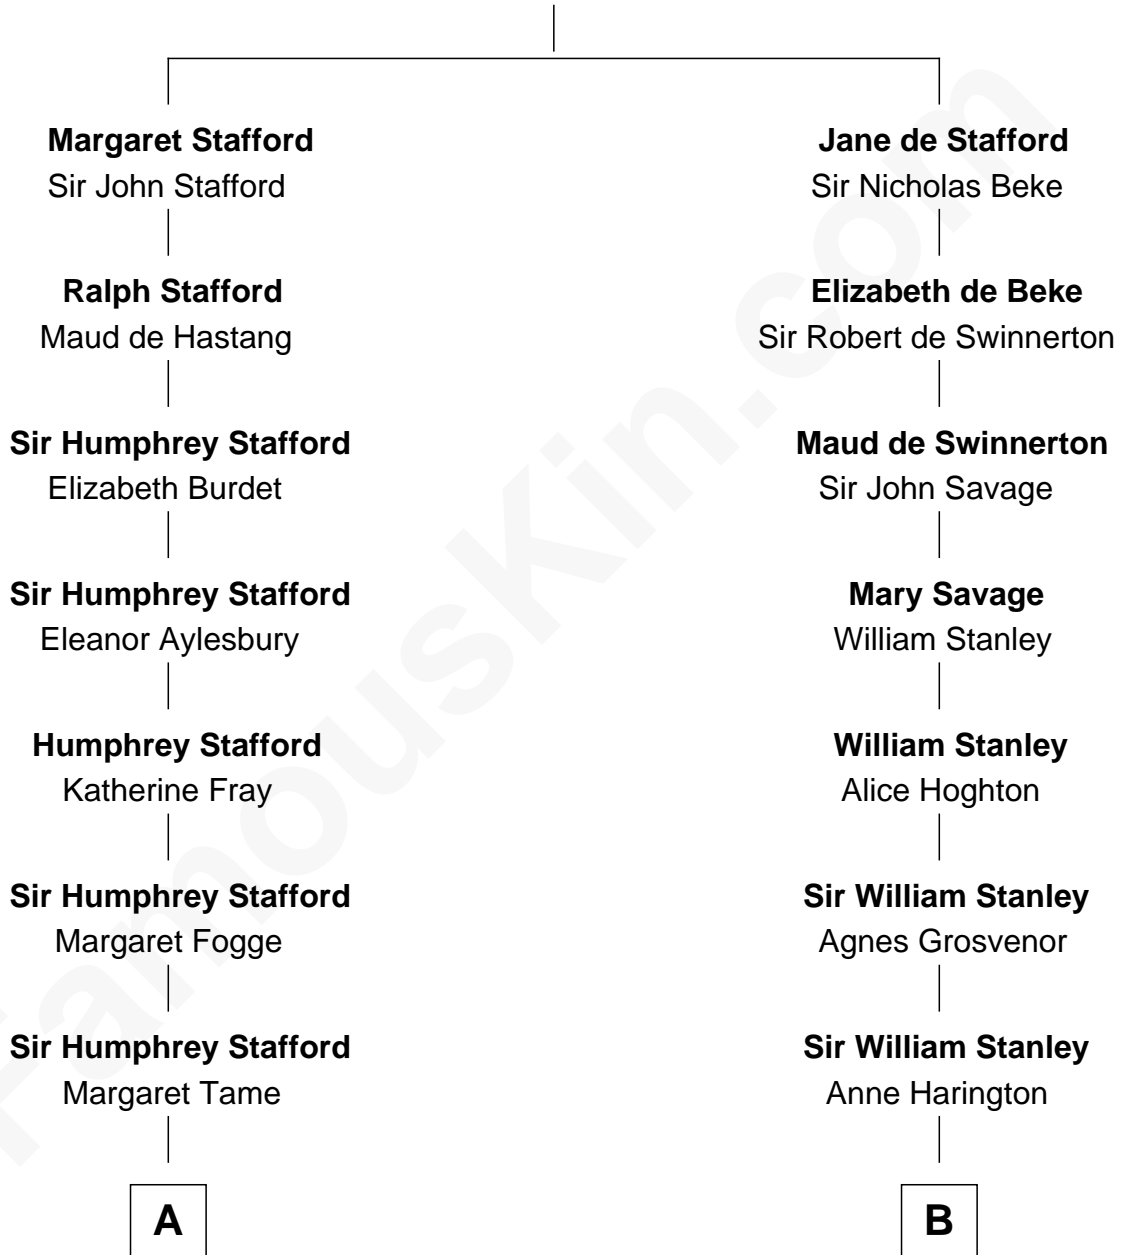 Margaret Stafford
Sir John Stafford
Jane de Stafford
Sir Nicholas Beke
Ralph Stafford
Maud de Hastang
Elizabeth de Beke
Sir Robert de Swinnerton
Sir Humphrey Stafford
Elizabeth Burdet
Maud de Swinnerton
Sir John Savage
Sir Humphrey Stafford
Eleanor Aylesbury
Mary Savage
William Stanley
Humphrey Stafford
Katherine Fray
William Stanley
Alice Hoghton
Sir Humphrey Stafford
Margaret Fogge
Sir William Stanley
Agnes Grosvenor
Sir Humphrey Stafford
Margaret Tame
Sir William Stanley
Anne Harington
A
B
FamousKin.com